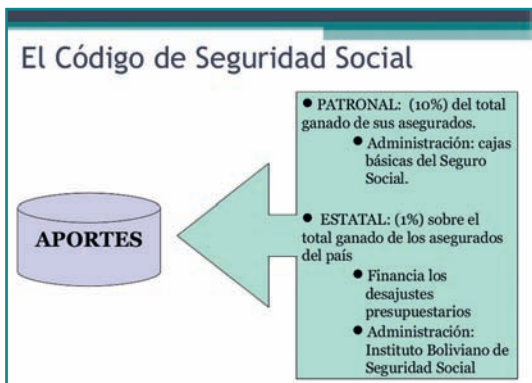 El Código de Seguridad Social
APORTES
● PATRONAL: (10%) del total
ganado de sus asegurados.
● Administración: cajas
básicas del Seguro
Social.
● ESTATAL: (1%) sobre el
total ganado de los asegurados
del país
● Financia los
desajustes
presupuestarios
● Administración:
Instituto Boliviano de
Seguridad Social